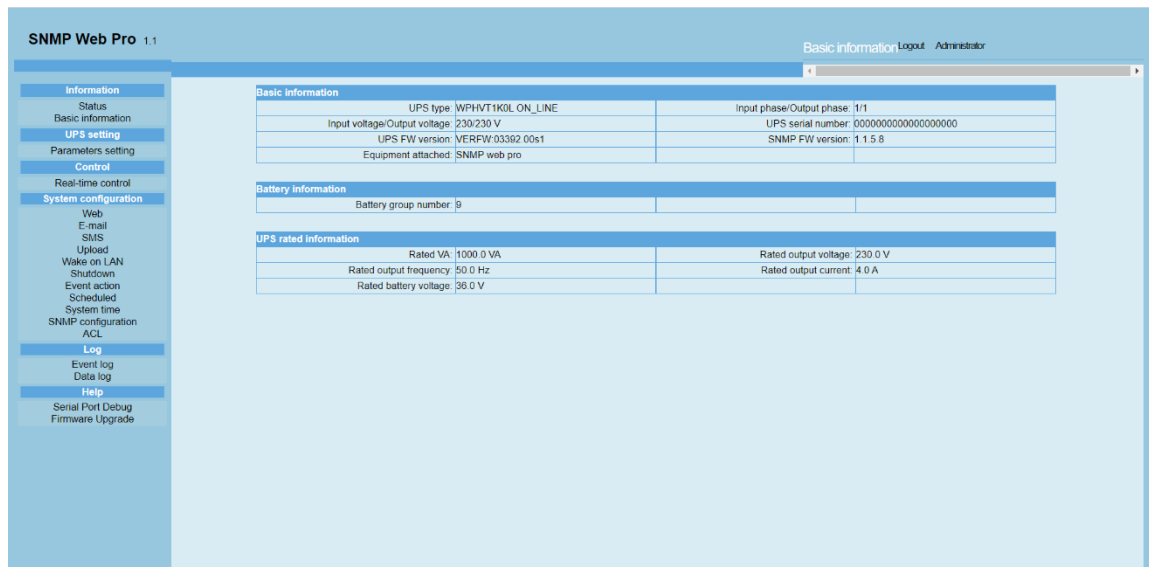 SNMP Web Pro 1.1
Basic information Logout Administrator
Information
Status
Basic information
UPS setting
Parameters setting
Control
Real-time control
System configuration
Web
E-mail
SMS
Upload
Wake on LAN
Shutdown
Event action
Scheduled
System time
SNMP configuration
ACL
Log
Event log
Data log
Help
Serial Port Debug
Firmware Upgrade
Basic information
UPS type: WPHVT1K0L ON_LINE Input phase/Output phase: 1/1
Input voltage/Output voltage: 230/230 V UPS serial number: 0000000000000000000
UPS FW version: VERFW:03392.00s1 SNMP FW version: 1.1.5.8
Equipment attached: SNMP web pro
Battery information
Battery group number: 9
UPS rated information
Rated VA: 1000.0 VA Rated output voltage: 230.0 V
Rated output frequency: 50.0 Hz Rated output current: 4.0 A
Rated battery voltage: 36.0 V